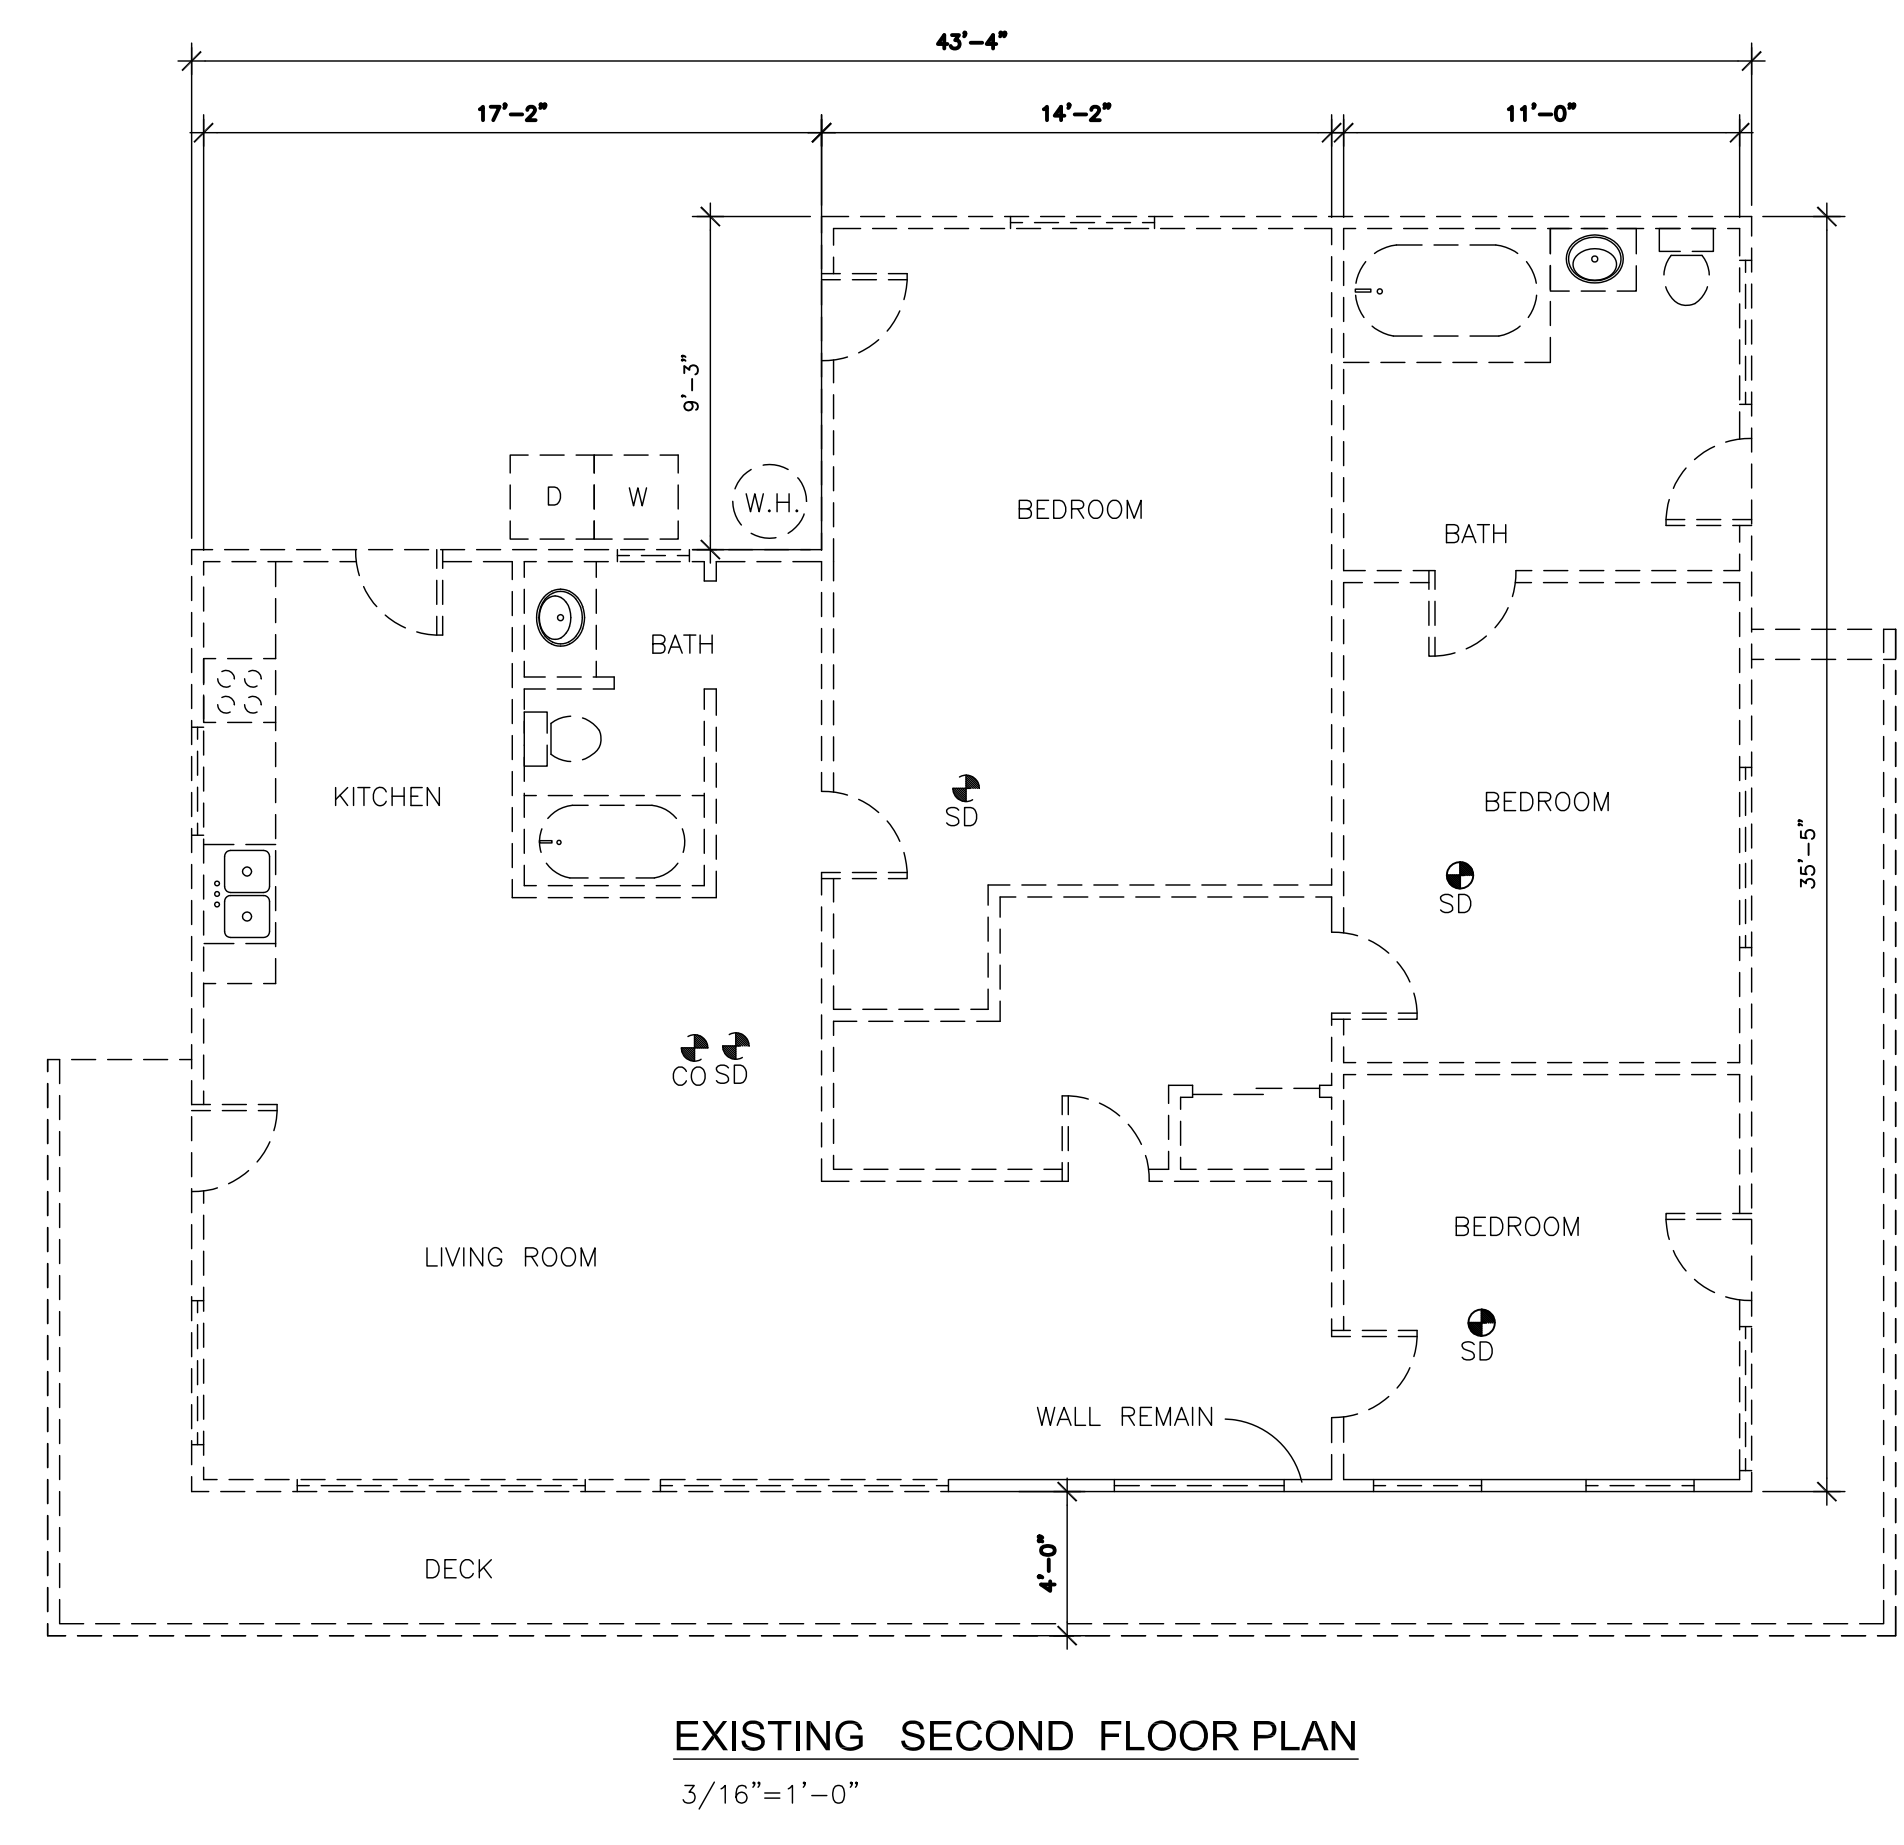 43'-4"
17'-2"
14'-2"
11'-0"
9'-3"
D
W
W.H.
BEDROOM
BATH
BATH
KITCHEN
SD
BEDROOM
35'-5"
SD
CO SD
BEDROOM
LIVING ROOM
SD
WALL REMAIN
4'-0"
DECK
EXISTING SECOND FLOOR PLAN
3/16"=1'-0"